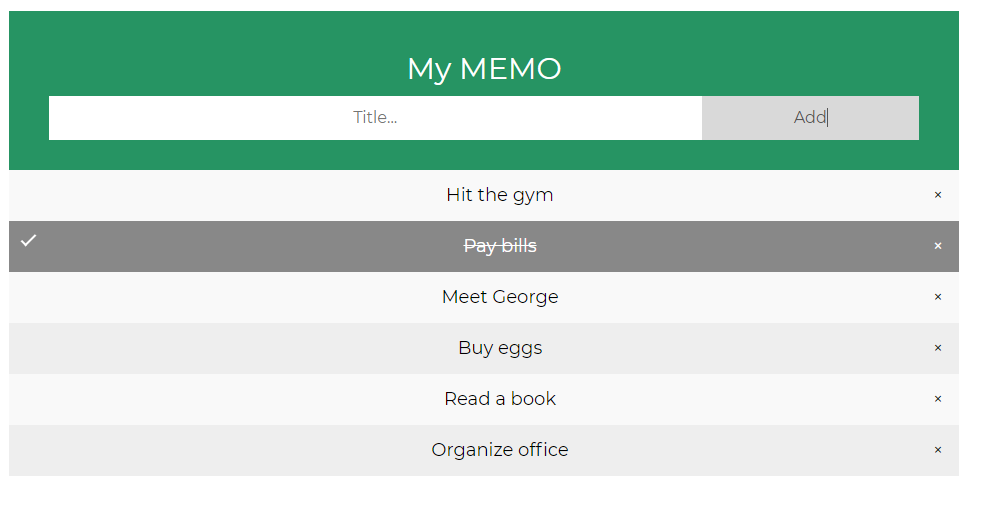 My MEMO
Title... Add
Hit the gym ×
Pay bills ×
Meet George ×
Buy eggs ×
Read a book ×
Organize office ×